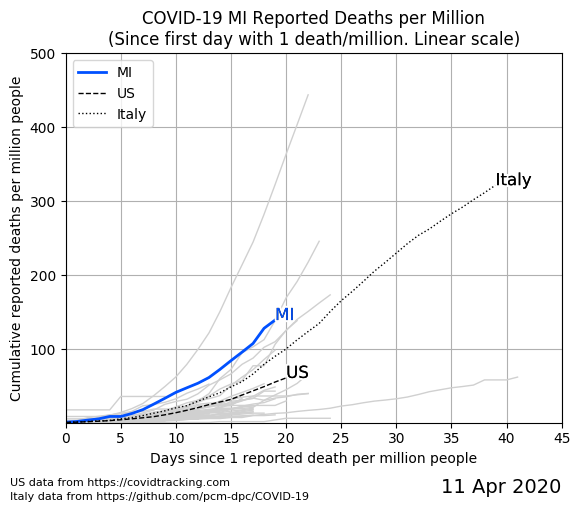 COVID-19 MI Reported Deaths per Million
(Since first day with 1 death/million. Linear scale)
Cumulative reported deaths per million people
500
400
300
200
100
MI
US
Italy
Italy
MI
US
0 5 10 15 20 25 30 35 40 45
Days since 1 reported death per million people
US data from https://covidtracking.com
Italy data from https://github.com/pcm-dpc/COVID-19
11 Apr 2020